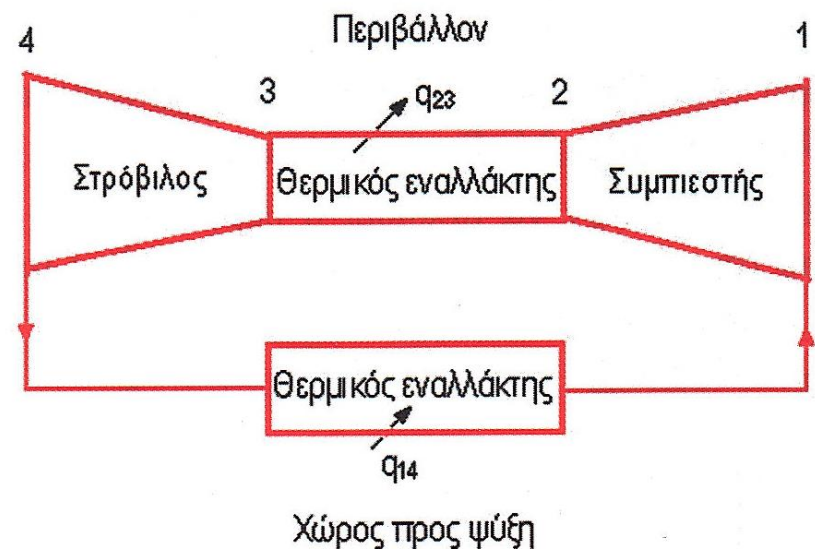 Περιβάλλον
4
1
3
q23
2
Στρόβιλος
Θερμικός εναλλάκτης
Συμπιεστής
Θερμικός εναλλάκτης
q14
Χώρος προς ψύξη